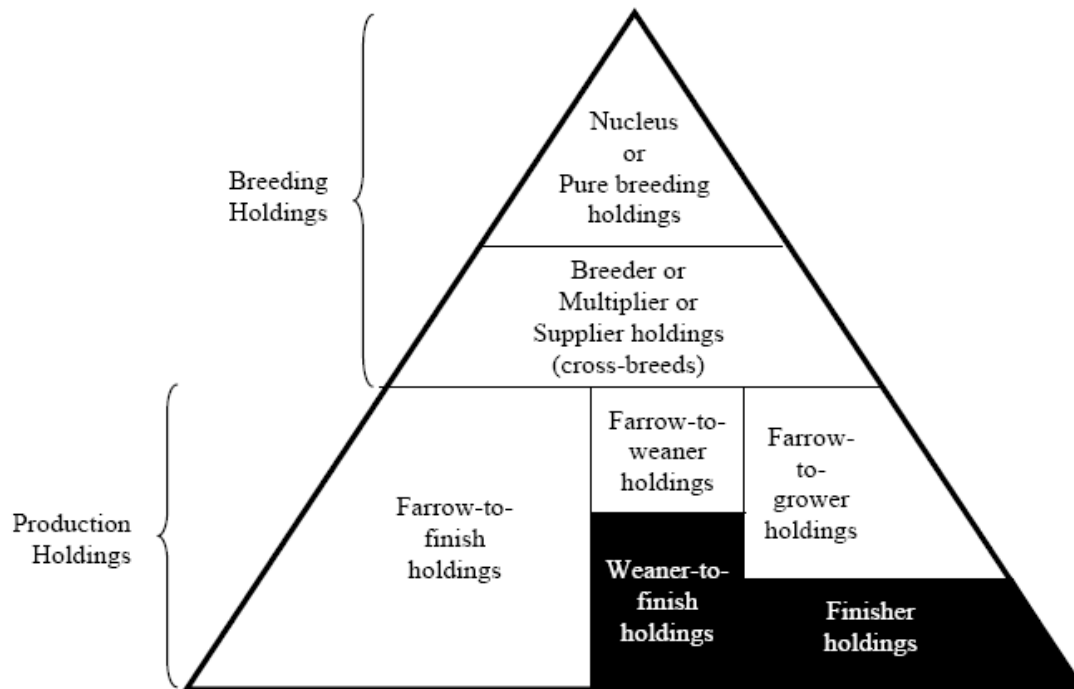 Nucleus
or
Pure breeding
holdings
Breeding
Holdings
Breeder or
Multiplier or
Supplier holdings
(cross-breeds)
Production
Holdings
Farrow-to-
finish
holdings
Farrow-to-
weaner
holdings
Farrow-
to-
grower
holdings
Weaner-to-
finish
holdings
Finisher
holdings